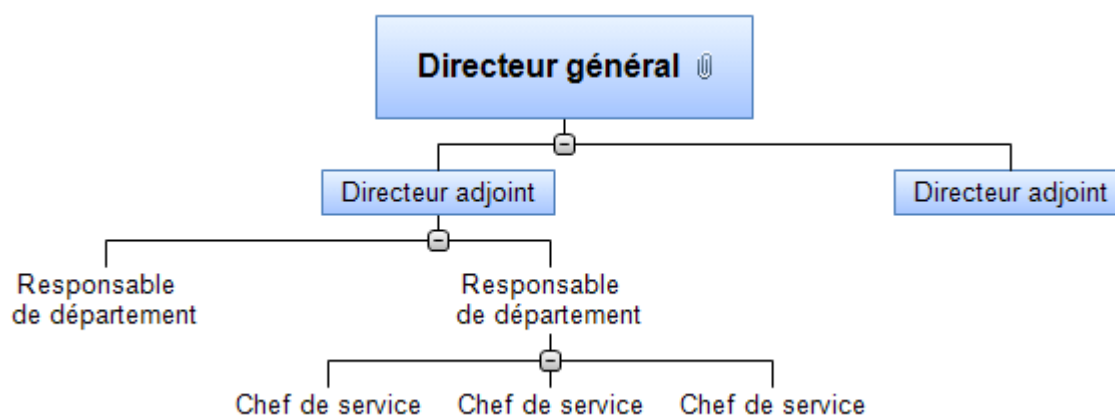 Directeur général
Directeur adjoint
Directeur adjoint
Responsable
de département
Responsable
de département
Chef de service
Chef de service
Chef de service